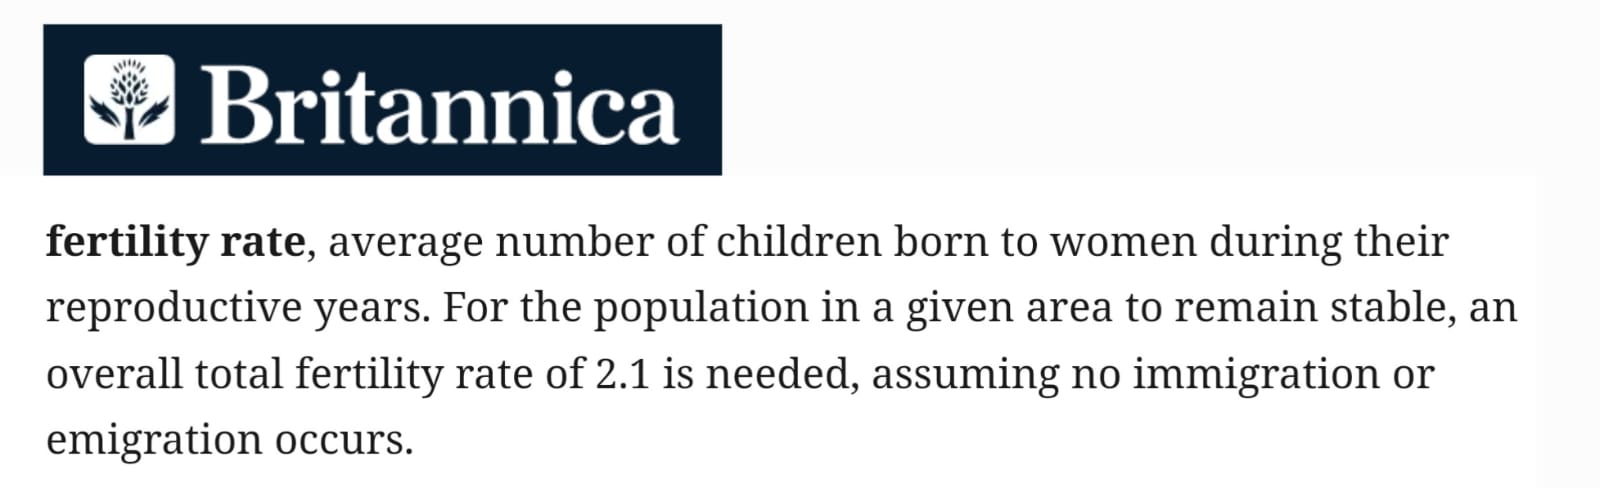 Britannica
fertility rate, average number of children born to women during their
reproductive years. For the population in a given area to remain stable, an
overall total fertility rate of 2.1 is needed, assuming no immigration or
emigration occurs.